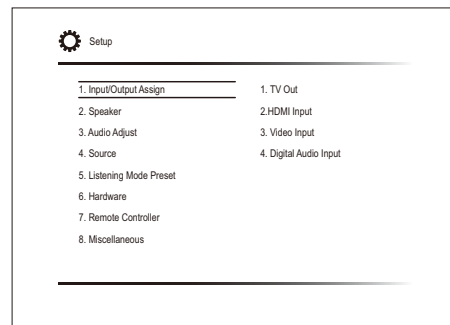 Setup
1. Input/Output Assign
2. Speaker
3. Audio Adjust
4. Source
5. Listening Mode Preset
6. Hardware
7. Remote Controller
8. Miscellaneous
1. TV Out
2.HDMI Input
3. Video Input
4. Digital Audio Input